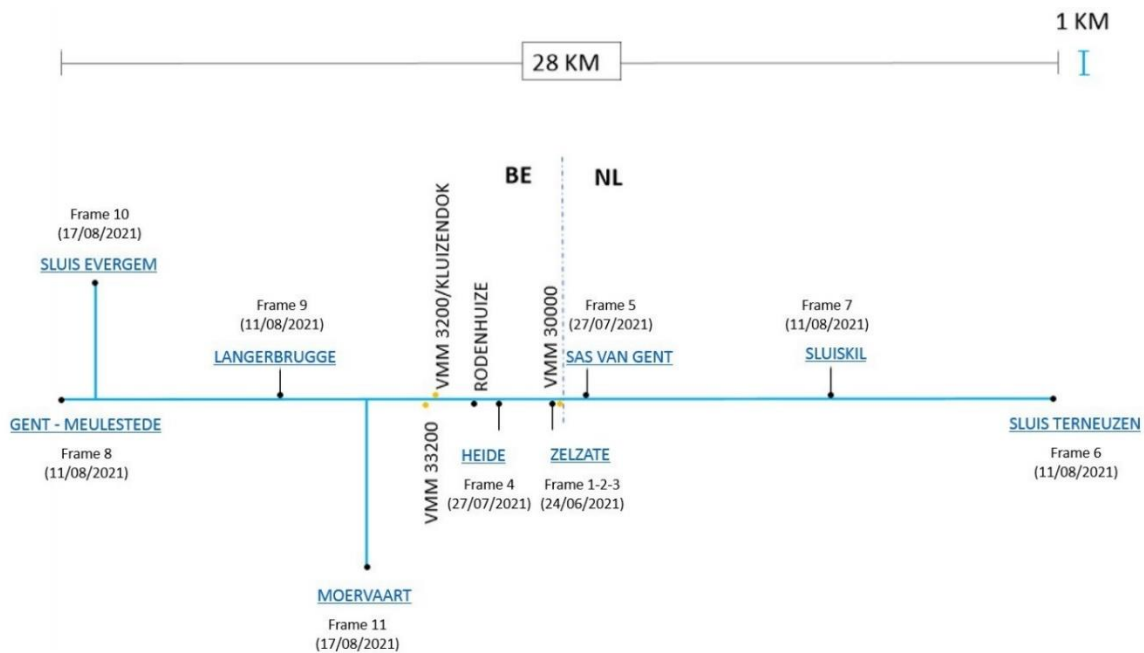 1 KM
28 KM
BE
NL
Frame 10
(17/08/2021)
SLUIS EVERGEM
Frame 9
(11/08/2021)
LANGERBRUGGE
VMM 3200/KLUIZENDOK
RODENHUIZE
VMM 30000
Frame 5
(27/07/2021)
SAS VAN GENT
Frame 7
(11/08/2021)
SLUISKIL
GENT - MEULESTEDE
Frame 8
(11/08/2021)
VMM 33200
HEIDE
Frame 4
(27/07/2021)
ZELZATE
Frame 1-2-3
(24/06/2021)
SLUIS TERNEUZEN
Frame 6
(11/08/2021)
MOERVAART
Frame 11
(17/08/2021)